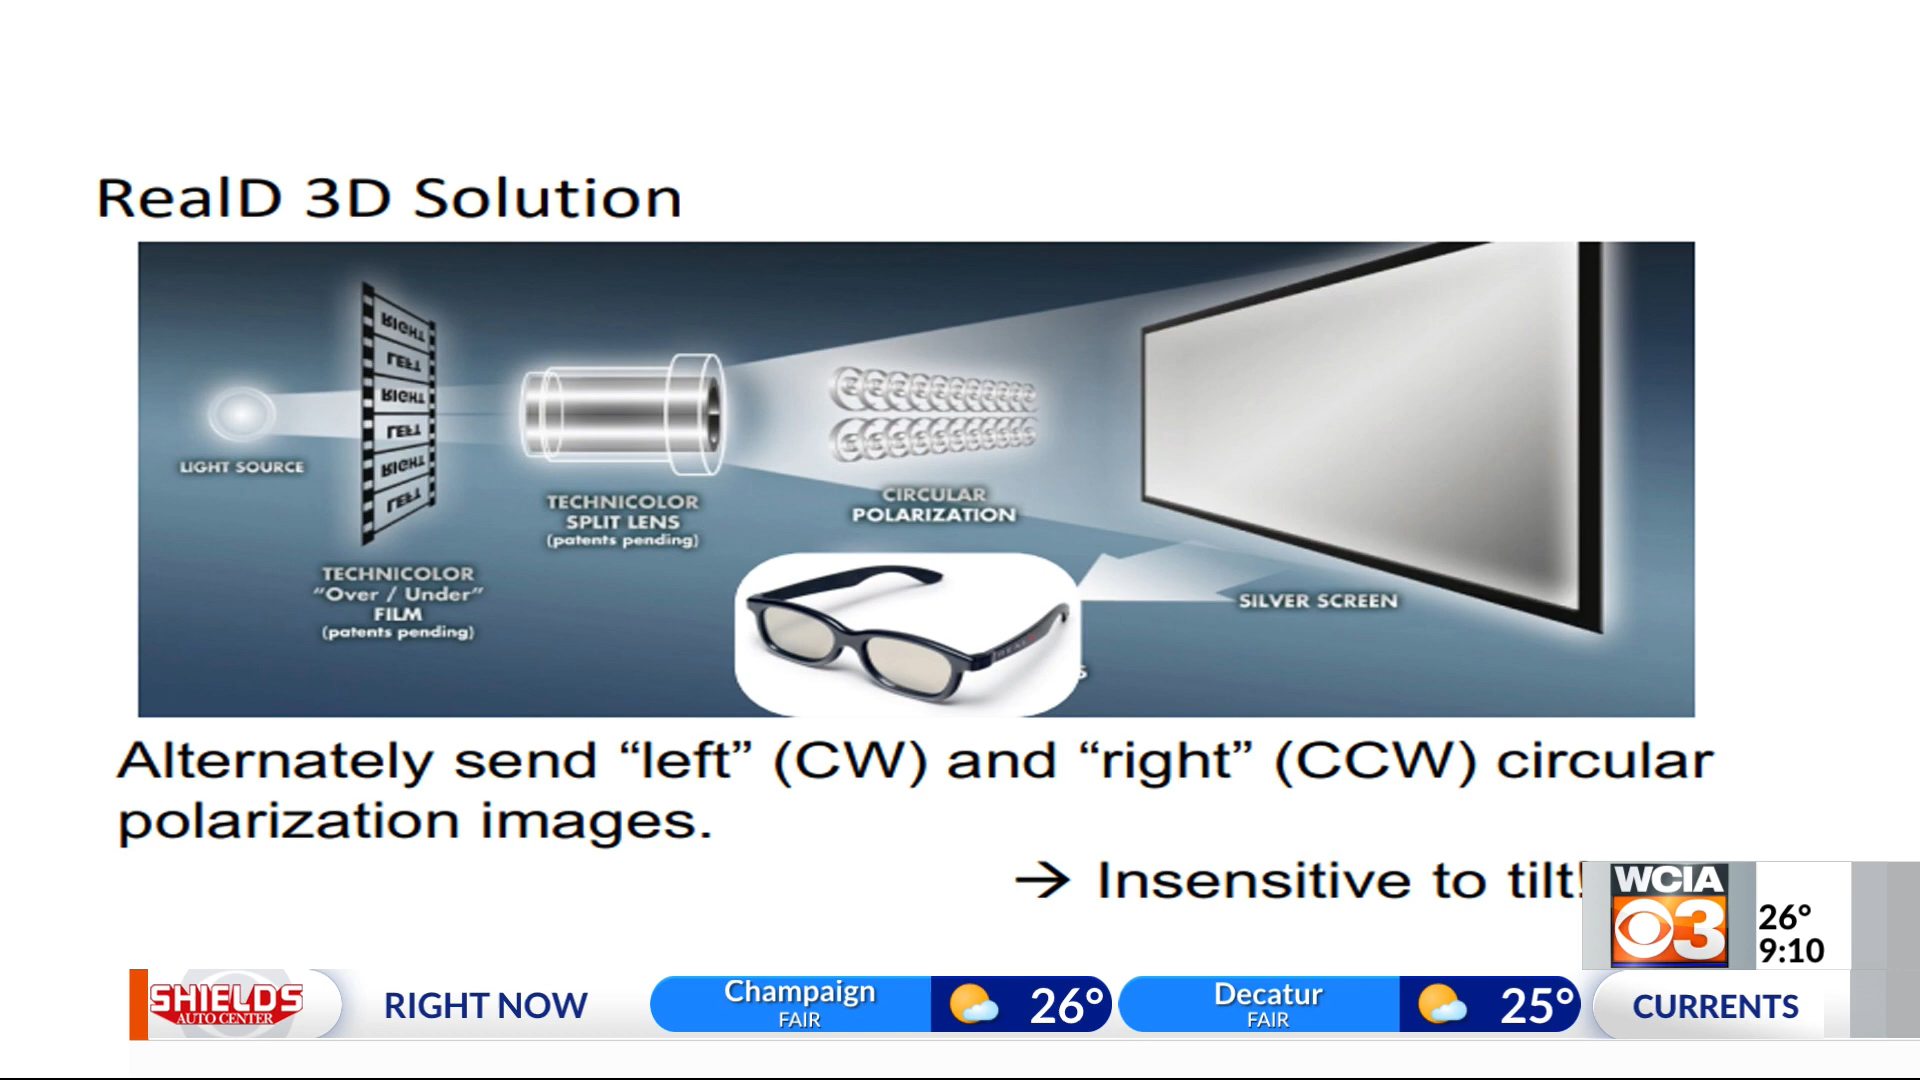 RealD 3D Solution
RIGHT
LEFT
RIGHT
LEFT
RIGHT
LEFT
LIGHT SOURCE
TECHNICOLOR
"Over / Under"
FILM
(patents pending)
TECHNICOLOR
SPLIT LENS
(patents pending)
CIRCULAR
POLARIZATION
SILVER SCREEN
S
Alternately send “left” (CW) and “right” (CCW) circular
polarization images.
→ Insensitive to tilt!
WCIA
3
26°
9:10
SHIELDS
AUTO CENTER
RIGHT NOW
Champaign
FAIR
26°
Decatur
FAIR
25°
CURRENTS